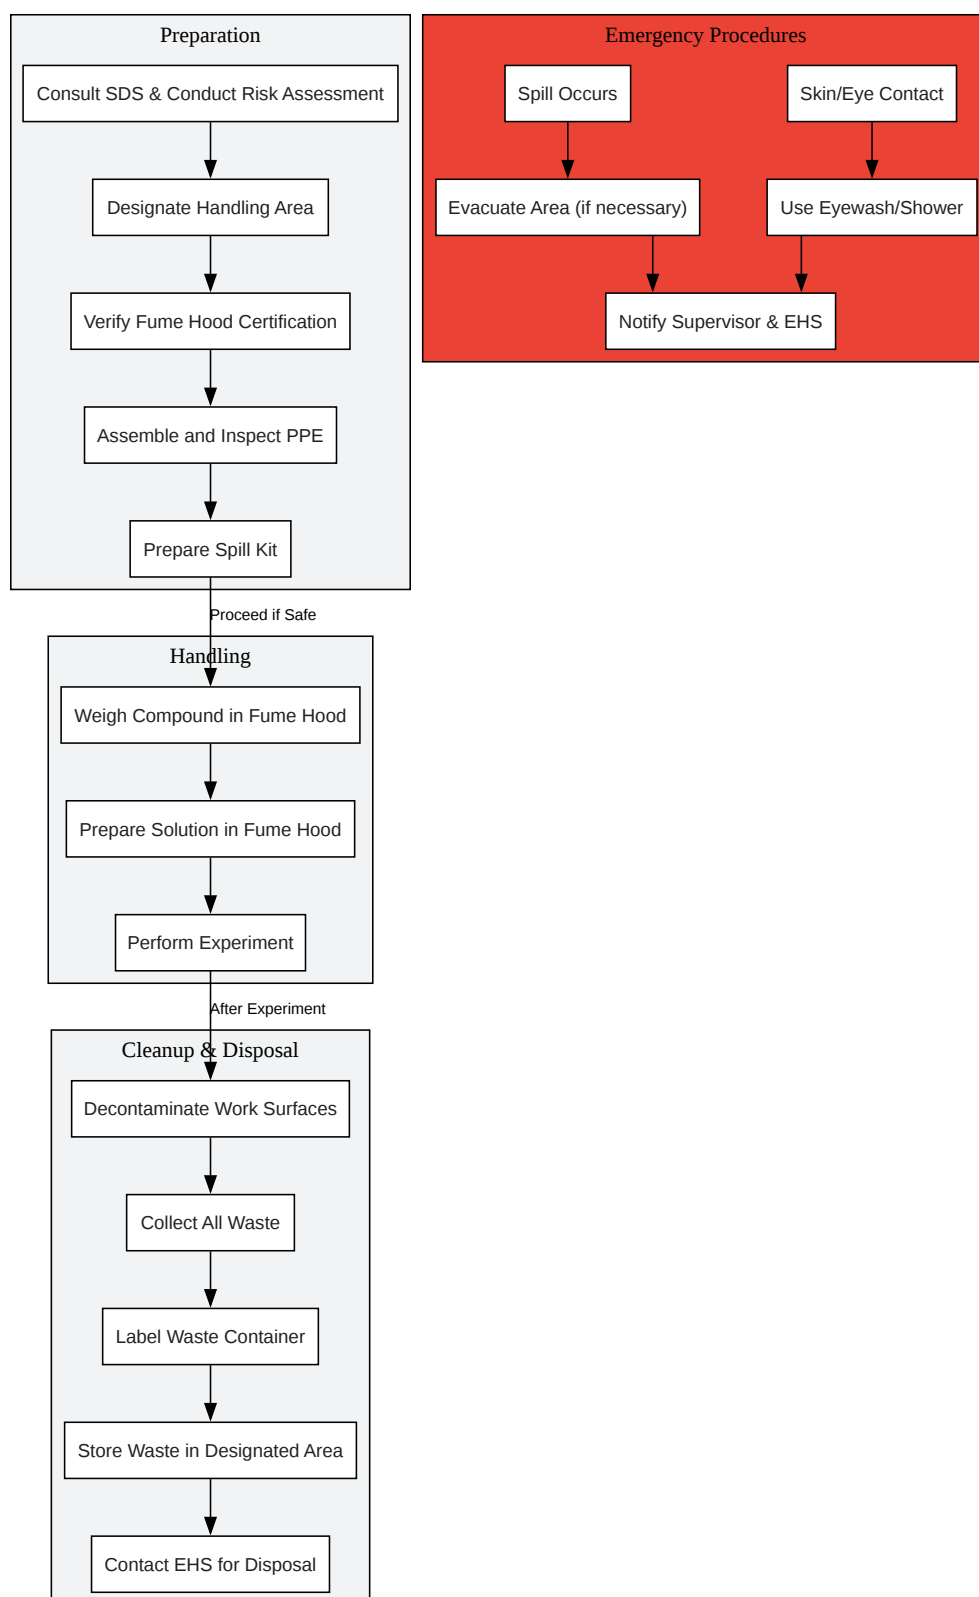 Preparation
Consult SDS & Conduct Risk Assessment
Designate Handling Area
Verify Fume Hood Certification
Assemble and Inspect PPE
Prepare Spill Kit
Proceed if Safe
Handling
Weigh Compound in Fume Hood
Prepare Solution in Fume Hood
Perform Experiment
After Experiment
Cleanup & Disposal
Decontaminate Work Surfaces
Collect All Waste
Label Waste Container
Store Waste in Designated Area
Contact EHS for Disposal
Emergency Procedures
Spill Occurs
Evacuate Area (if necessary)
Skin/Eye Contact
Use Eyewash/Shower
Notify Supervisor & EHS